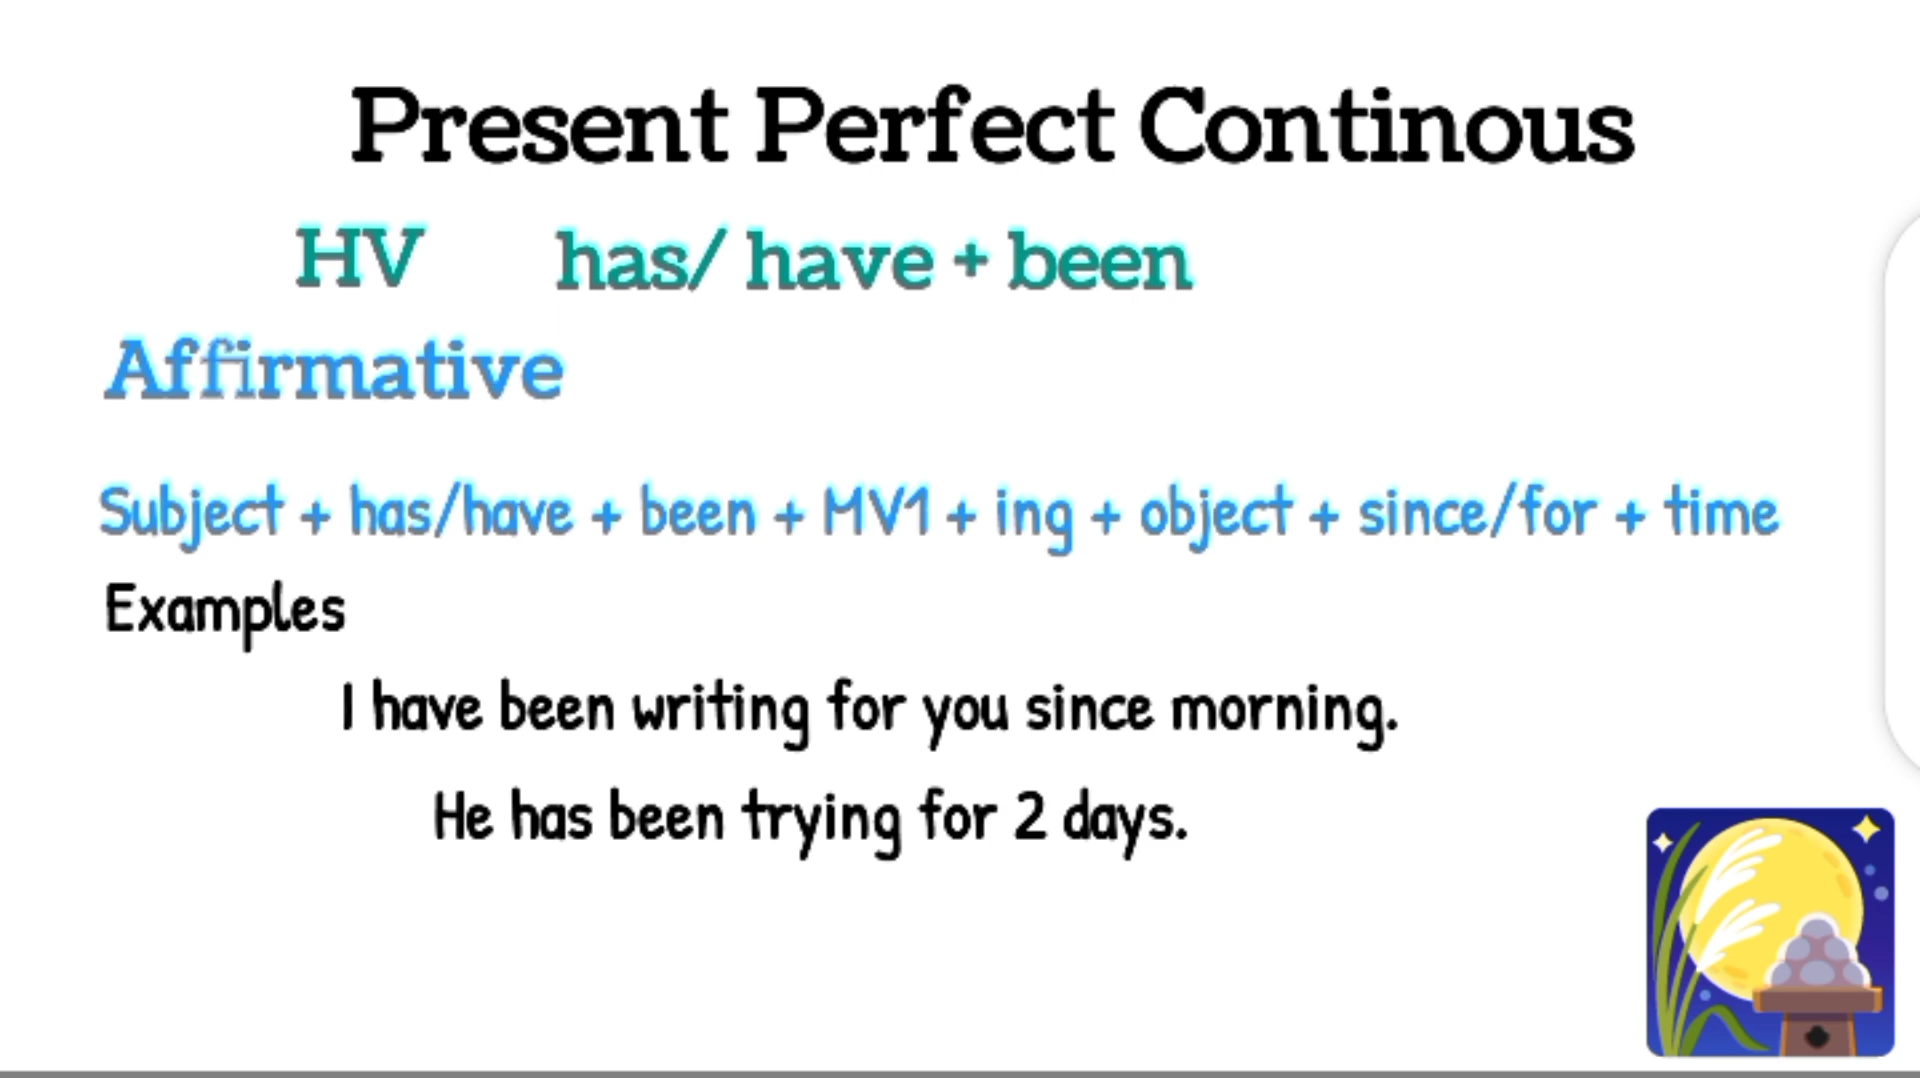 Present Perfect Continous
HV has/ have + been
Affirmative
Subject + has/have + been + MV1 + ing + object + since/for + time
Examples
I have been writing for you since morning.
He has been trying for 2 days.